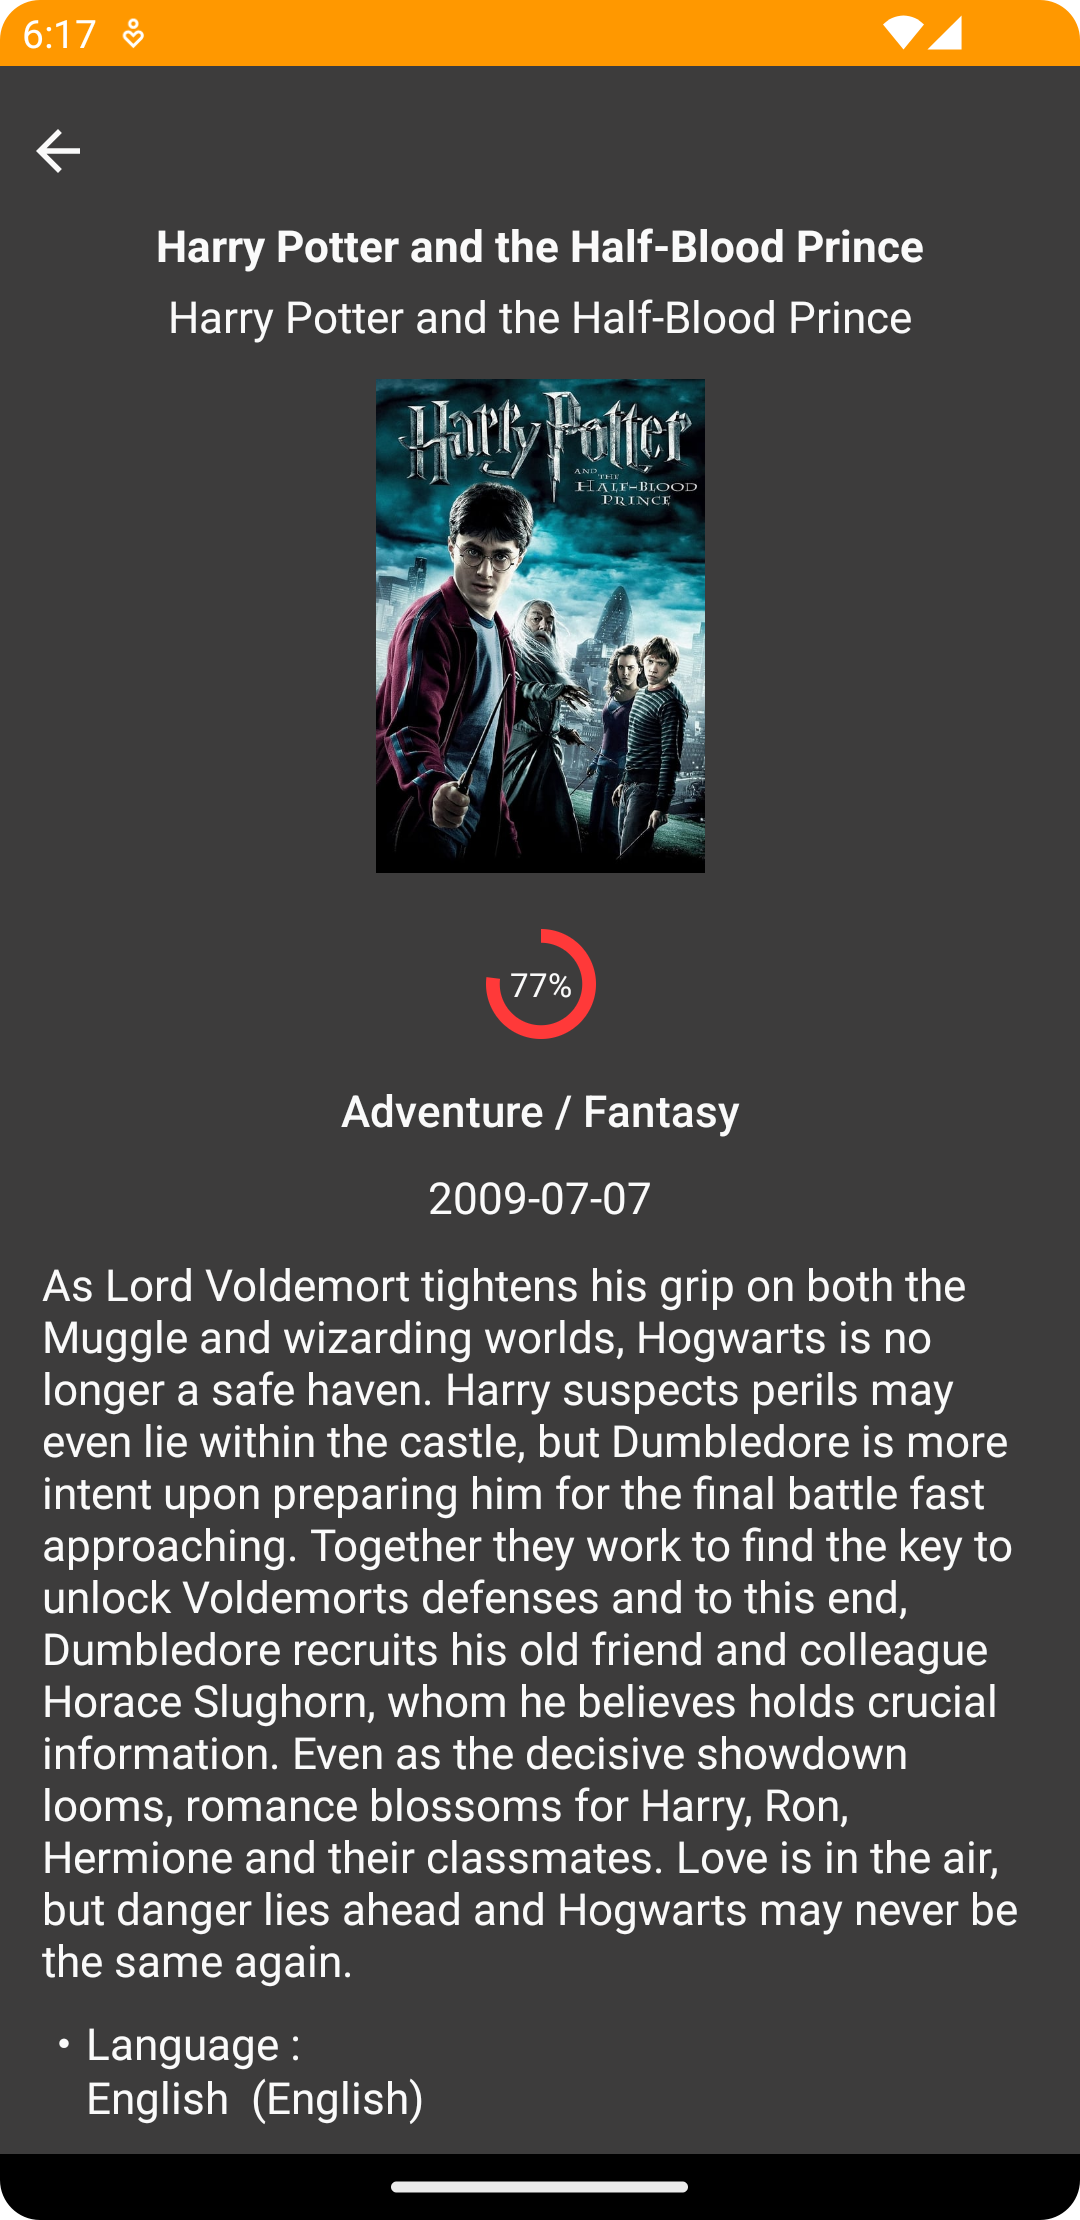 6:17
Harry Potter and the Half-Blood Prince
Harry Potter and the Half-Blood Prince
Harry Potter
AND THE
HALF-BLOOD
PRINCE
77%
Adventure / Fantasy
2009-07-07
As Lord Voldemort tightens his grip on both the
Muggle and wizarding worlds, Hogwarts is no
longer a safe haven. Harry suspects perils may
even lie within the castle, but Dumbledore is more
intent upon preparing him for the final battle fast
approaching. Together they work to find the key to
unlock Voldemorts defenses and to this end,
Dumbledore recruits his old friend and colleague
Horace Slughorn, whom he believes holds crucial
information. Even as the decisive showdown
looms, romance blossoms for Harry, Ron,
Hermione and their classmates. Love is in the air,
but danger lies ahead and Hogwarts may never be
the same again.
• Language :
English  (English)